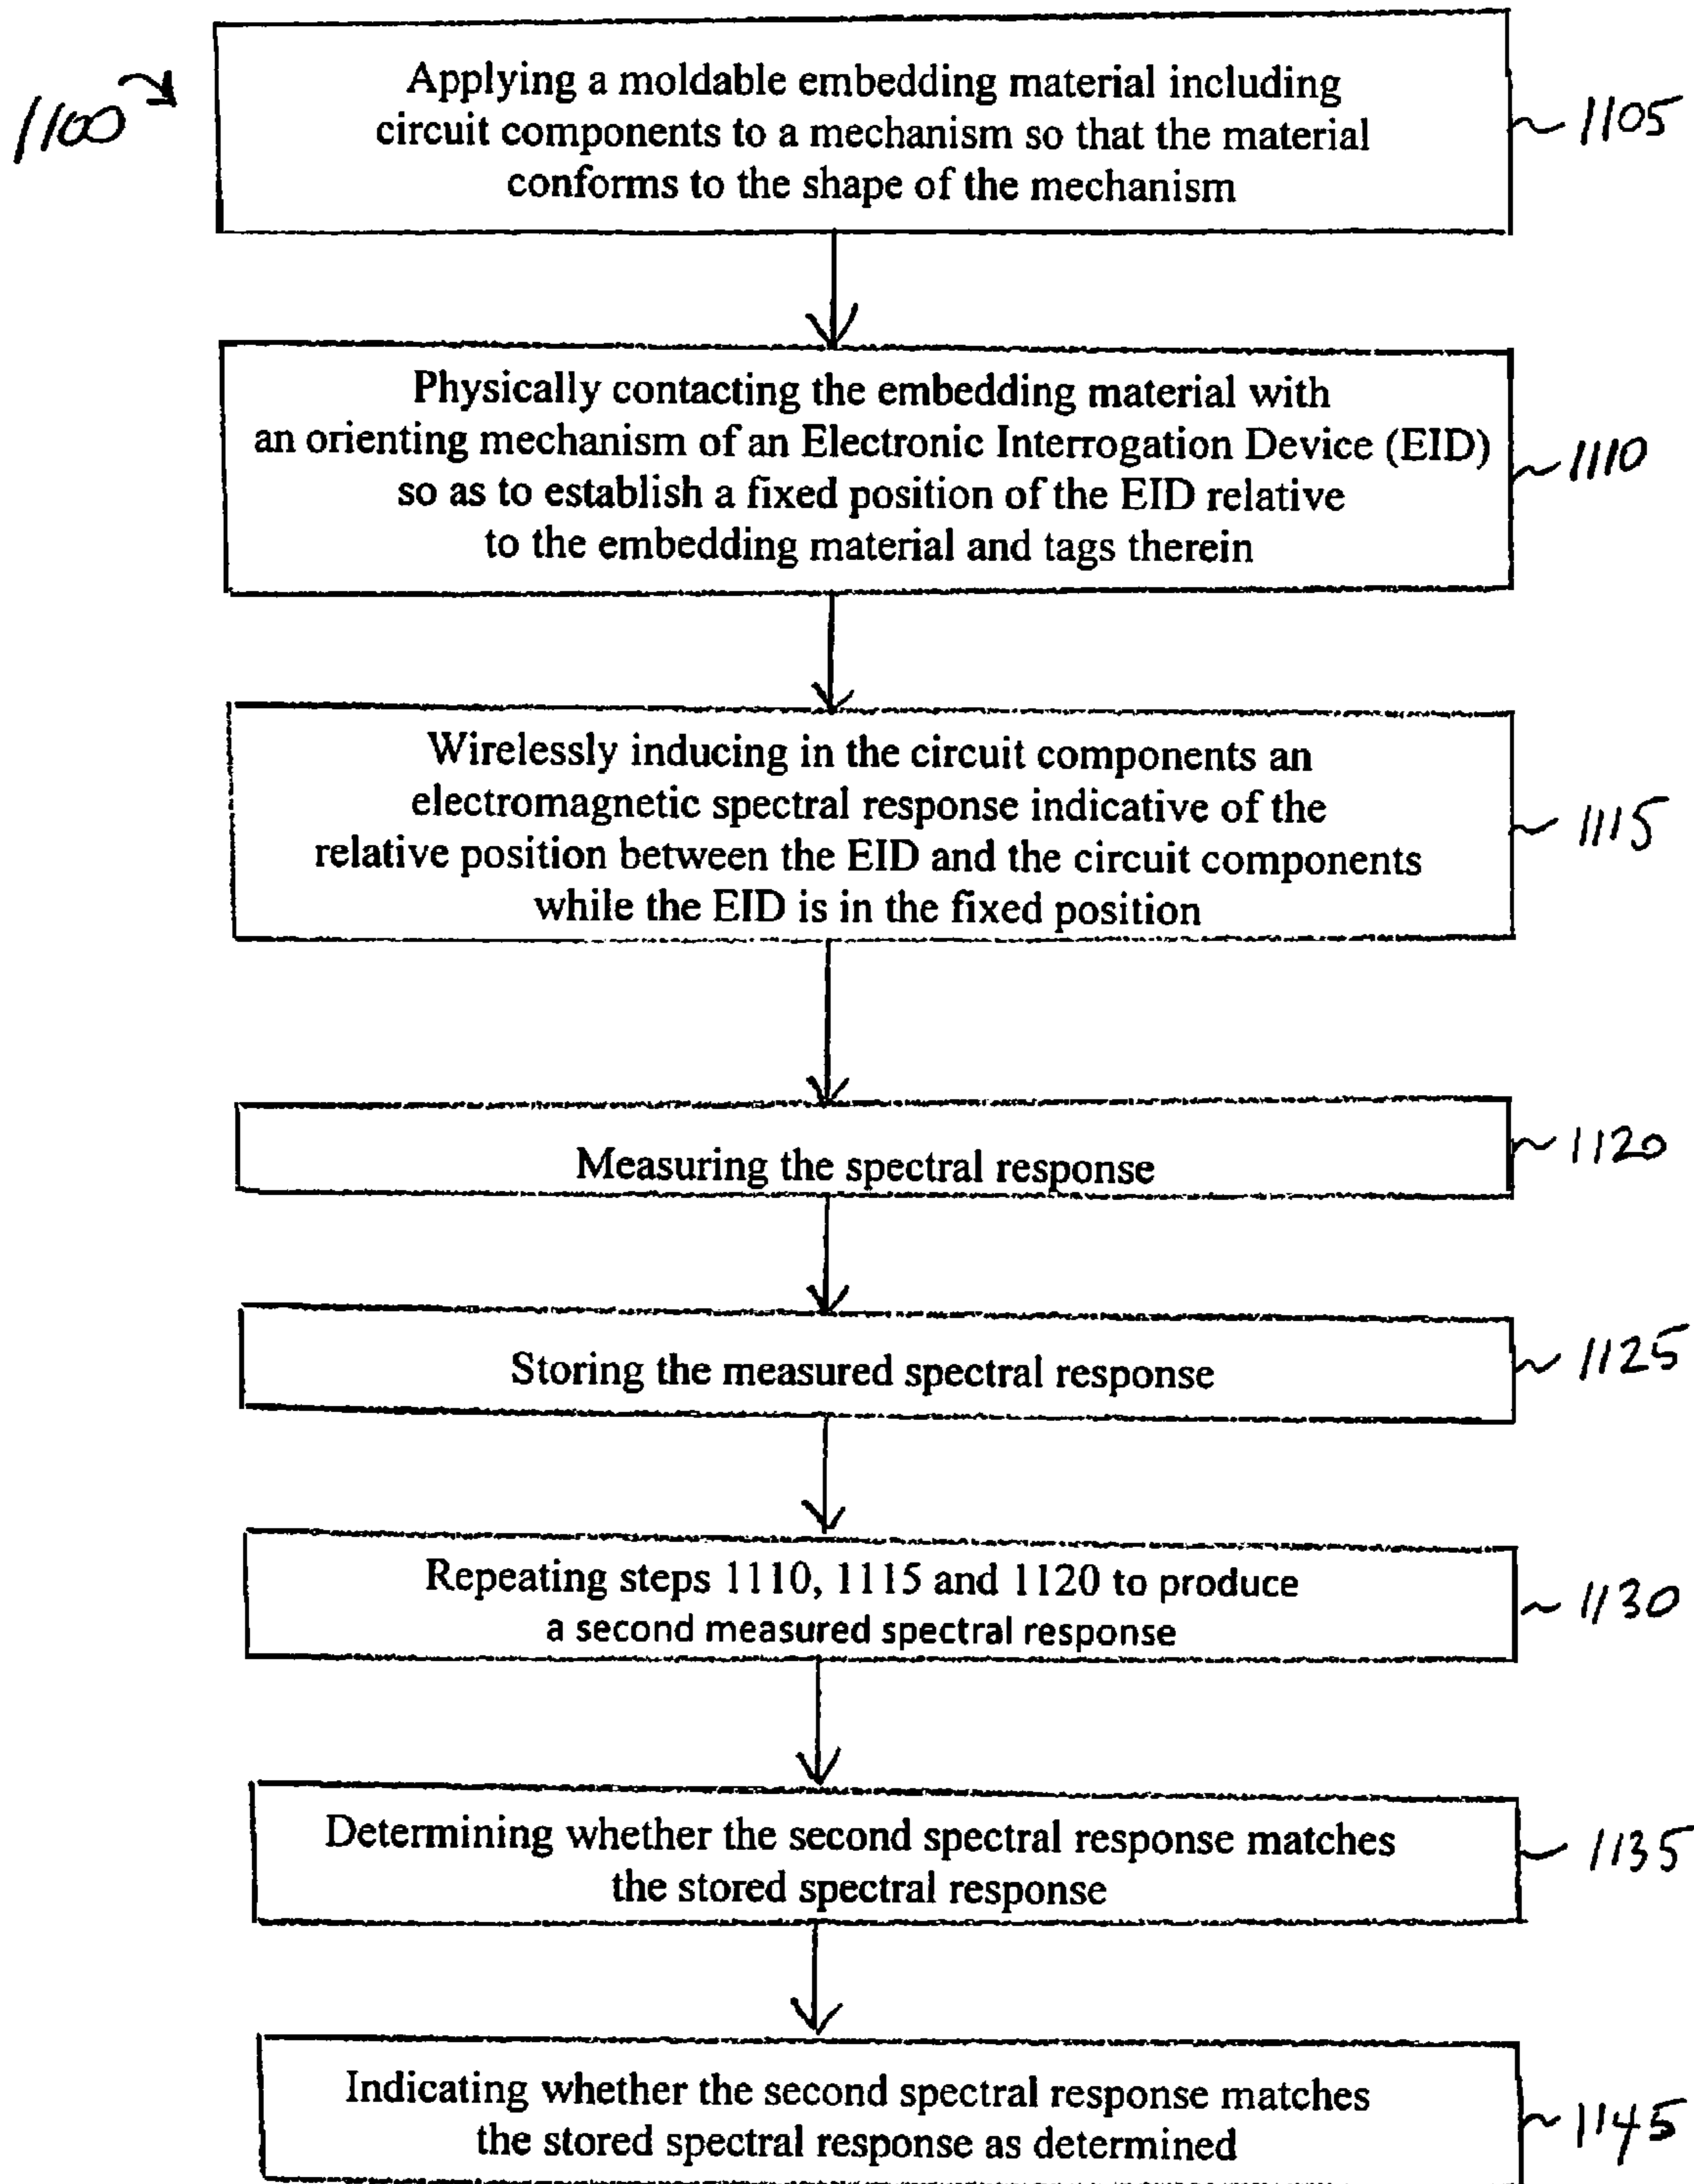 1100
Applying a moldable embedding material including
circuit components to a mechanism so that the material
conforms to the shape of the mechanism
1105
Physically contacting the embedding material with
an orienting mechanism of an Electronic Interrogation Device (EID)
so as to establish a fixed position of the EID relative
to the embedding material and tags therein
1110
Wirelessly inducing in the circuit components an
electromagnetic spectral response indicative of the
relative position between the EID and the circuit components
while the EID is in the fixed position
1115
Measuring the spectral response
1120
Storing the measured spectral response
1125
Repeating steps 1110, 1115 and 1120 to produce
a second measured spectral response
1130
Determining whether the second spectral response matches
the stored spectral response
1135
Indicating whether the second spectral response matches
the stored spectral response as determined
1145